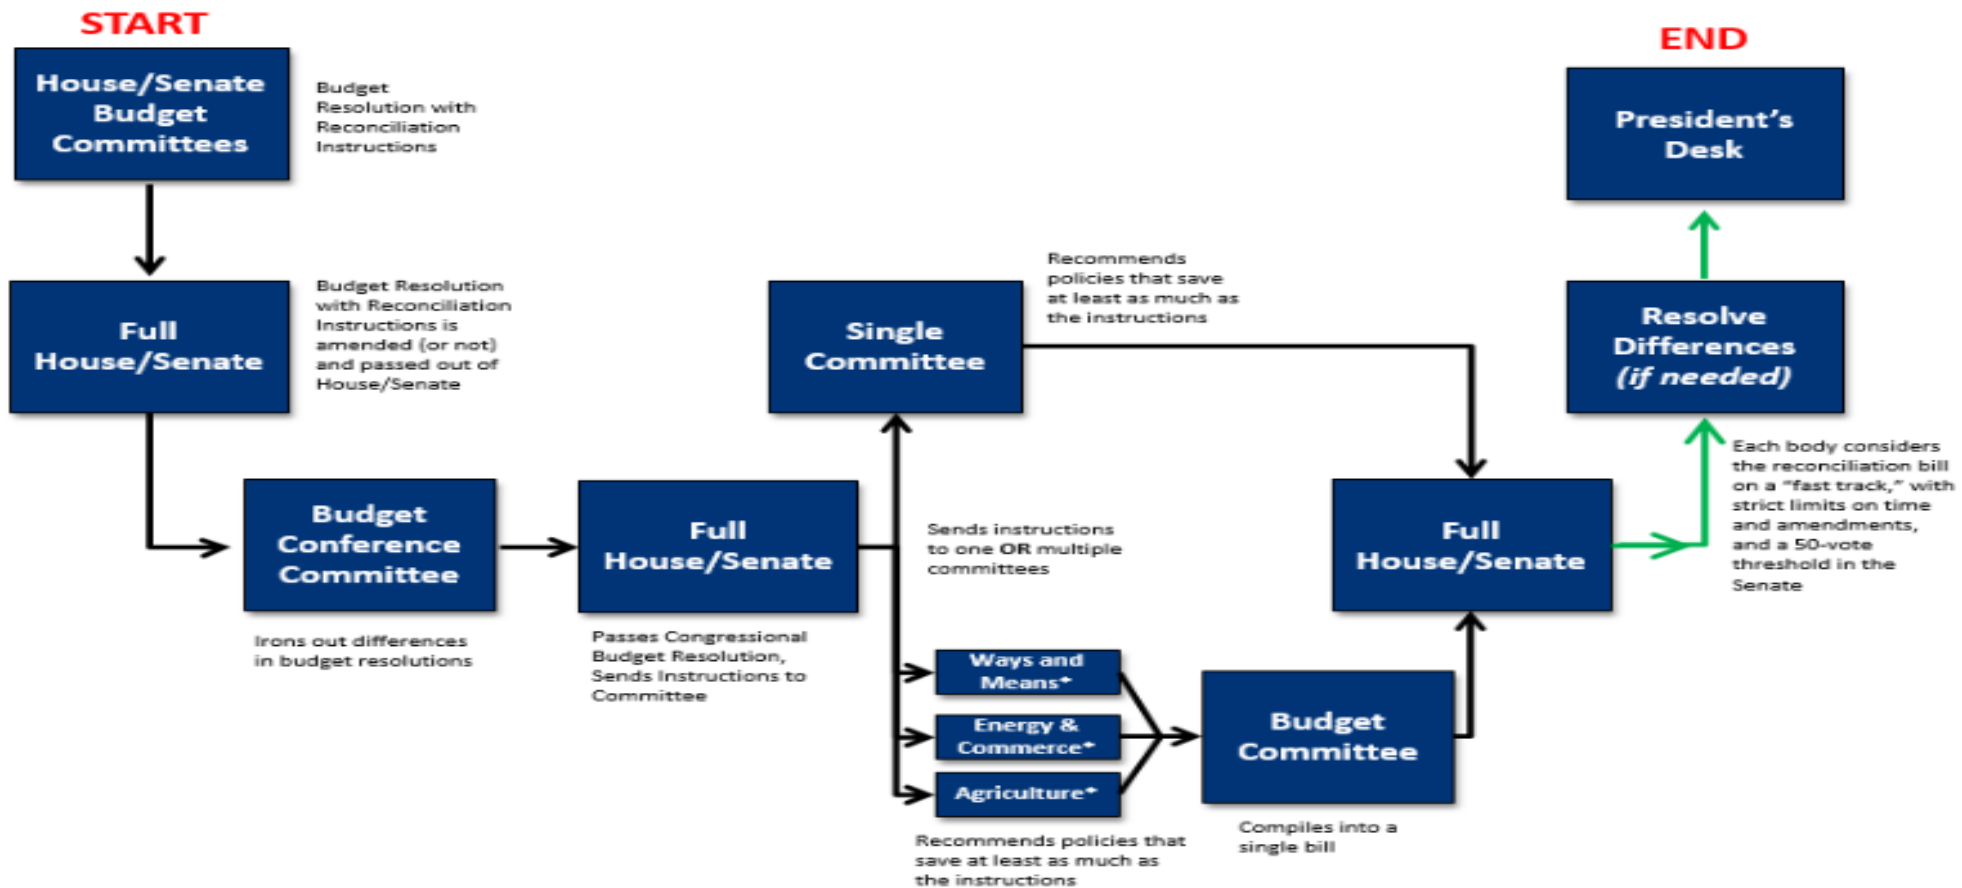 START
House/Senate
Budget
Committees
Budget
Resolution with
Reconciliation
Instructions
Full
House/Senate
Budget Resolution
with Reconciliation
Instructions is
amended (or not)
and passed out of
House/Senate
Budget
Conference
Committee
Irons out differences
in budget resolutions
Full
House/Senate
Passes Congressional
Budget Resolution,
Sends Instructions to
Committee
Sends instructions
to one OR multiple
committees
Single
Committee
Recommends
policies that save
at least as much as
the instructions
Ways and
Means*
Energy &
Commerce*
Agriculture*
Recommends policies that
save at least as much as
the instructions
Budget
Committee
Compiles into a
single bill
Full
House/Senate
Each body considers
the reconciliation bill
on a “fast track,” with
strict limits on time
and amendments,
and a 50-vote
threshold in the
Senate
Resolve
Differences
(if needed)
END
President’s
Desk